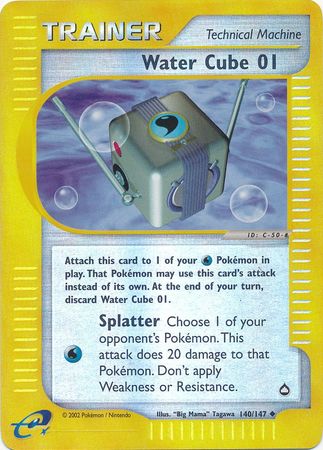 TRAINER
Technical Machine
Water Cube 01
ID: C-50-
Attach this card to 1 of your Pokémon in
play. That Pokémon may use this card's attack
instead of its own. At the end of your turn,
discard Water Cube 01.
Splatter Choose 1 of your
opponent's Pokémon. This
attack does 20 damage to that
Pokémon. Don't apply
Weakness or Resistance.
e
©2002 Pokémon / Nintendo Illus. "Big Mama" Tagawa 140/147